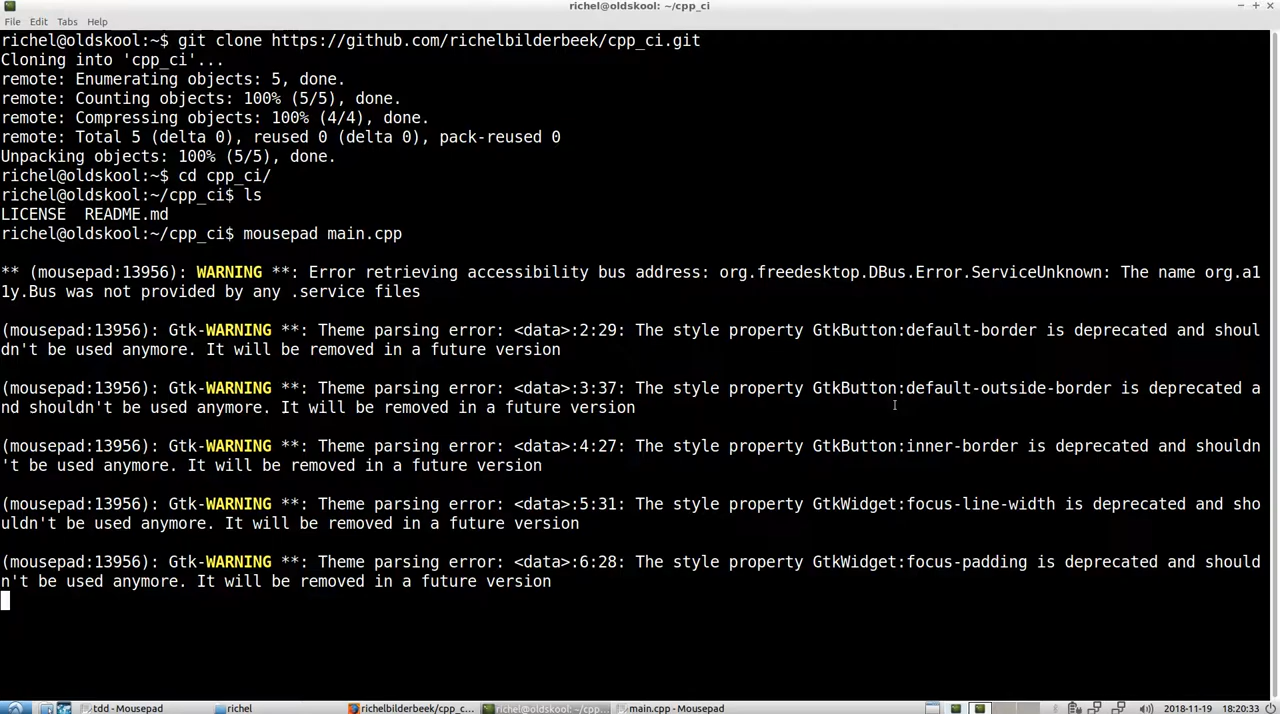 richel@oldskool: ~/cpp_ci
File Edit Tabs Help
richel@oldskool:~$ git clone https://github.com/richelbilderbeek/cpp_ci.git
Cloning into 'cpp_ci'...
remote: Enumerating objects: 5, done.
remote: Counting objects: 100% (5/5), done.
remote: Compressing objects: 100% (4/4), done.
remote: Total 5 (delta 0), reused 0 (delta 0), pack-reused 0
Unpacking objects: 100% (5/5), done.
richel@oldskool:~$ cd cpp_ci/
richel@oldskool:~/cpp_ci$ ls
LICENSE  README.md
richel@oldskool:~/cpp_ci$ mousepad main.cpp
** (mousepad:13956): WARNING **: Error retrieving accessibility bus address: org.freedesktop.DBus.Error.ServiceUnknown: The name org.a1
1y.Bus was not provided by any .service files
(mousepad:13956): Gtk-WARNING **: Theme parsing error: <data>:2:29: The style property GtkButton:default-border is deprecated and shoul
dn't be used anymore. It will be removed in a future version
(mousepad:13956): Gtk-WARNING **: Theme parsing error: <data>:3:37: The style property GtkButton:default-outside-border is deprecated a
nd shouldn't be used anymore. It will be removed in a future version
(mousepad:13956): Gtk-WARNING **: Theme parsing error: <data>:4:27: The style property GtkButton:inner-border is deprecated and shouldn
't be used anymore. It will be removed in a future version
(mousepad:13956): Gtk-WARNING **: Theme parsing error: <data>:5:31: The style property GtkWidget:focus-line-width is deprecated and sho
uldn't be used anymore. It will be removed in a future version
(mousepad:13956): Gtk-WARNING **: Theme parsing error: <data>:6:28: The style property GtkWidget:focus-padding is deprecated and should
n't be used anymore. It will be removed in a future version
tdd - Mousepad richel richelbilderbeek/cpp_c... richel@oldskool: ~/cpp... main.cpp - Mousepad 2018-11-19 18:20:33